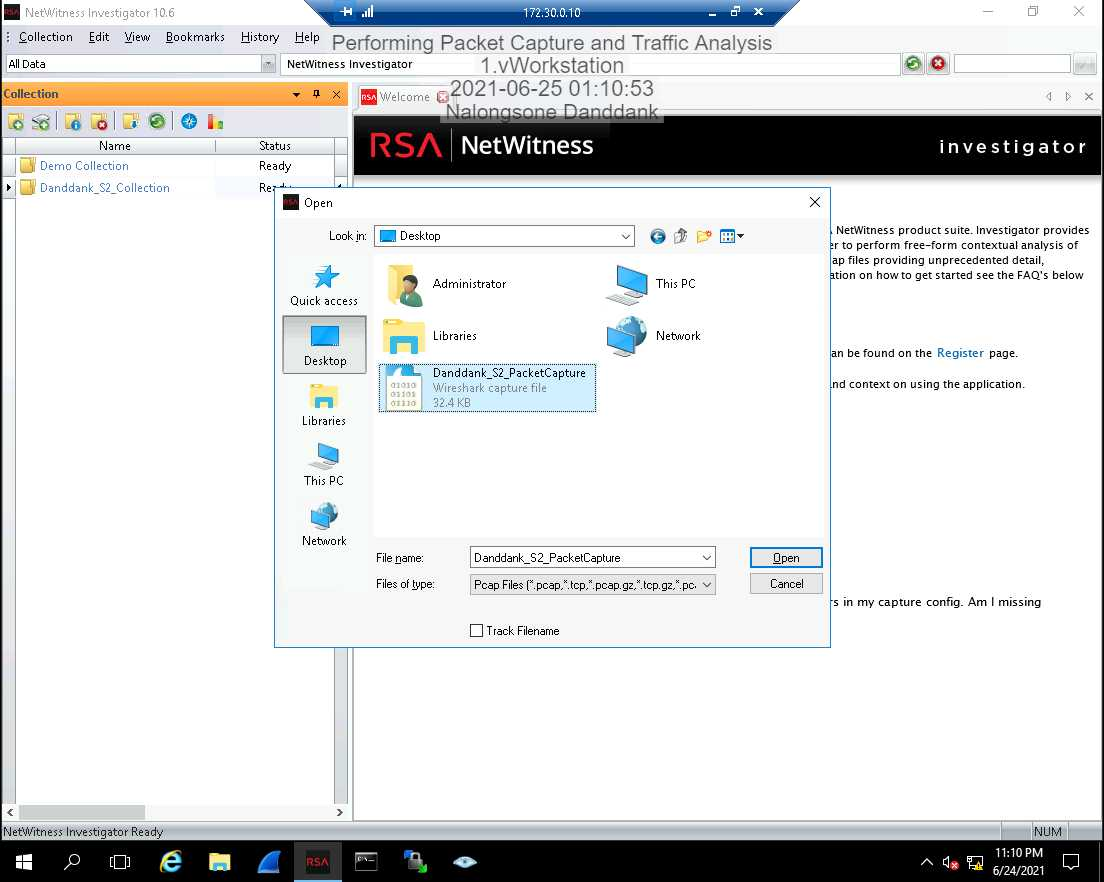 RSA NetWitness Investigator 10.6
172.30.0.10
Collection Edit View Bookmarks History Help
Performing Packet Capture and Traffic Analysis
1.vWorkstation
2021-06-25 01:10:53
Nalongsone Danddank
All Data
NetWitness Investigator
Collection
RSA Welcome
RSA NetWitness
investigator
Name Status
Demo Collection Ready
Danddank_S2_Collection
NetWitness product suite. Investigator provides
er to perform free-form contextual analysis of
ap files providing unprecedented detail,
ation on how to get started see the FAQ's below
an be found on the Register page.
nd context on using the application.
rs in my capture config. Am I missing
RSA Open
Look in: Desktop
Quick access
Desktop
Libraries
This PC
Network
Administrator
This PC
Libraries
Network
Danddank_S2_PacketCapture
Wireshark capture file
32.4 KB
File name: Danddank_S2_PacketCapture Open
Files of type: Pcap Files (*.pcap,*.tcp,*.pcap.gz,*.tcp.gz,*.pc. Cancel
Track Filename
NetWitness Investigator Ready
NUM
RSA
11:10 PM
6/24/2021